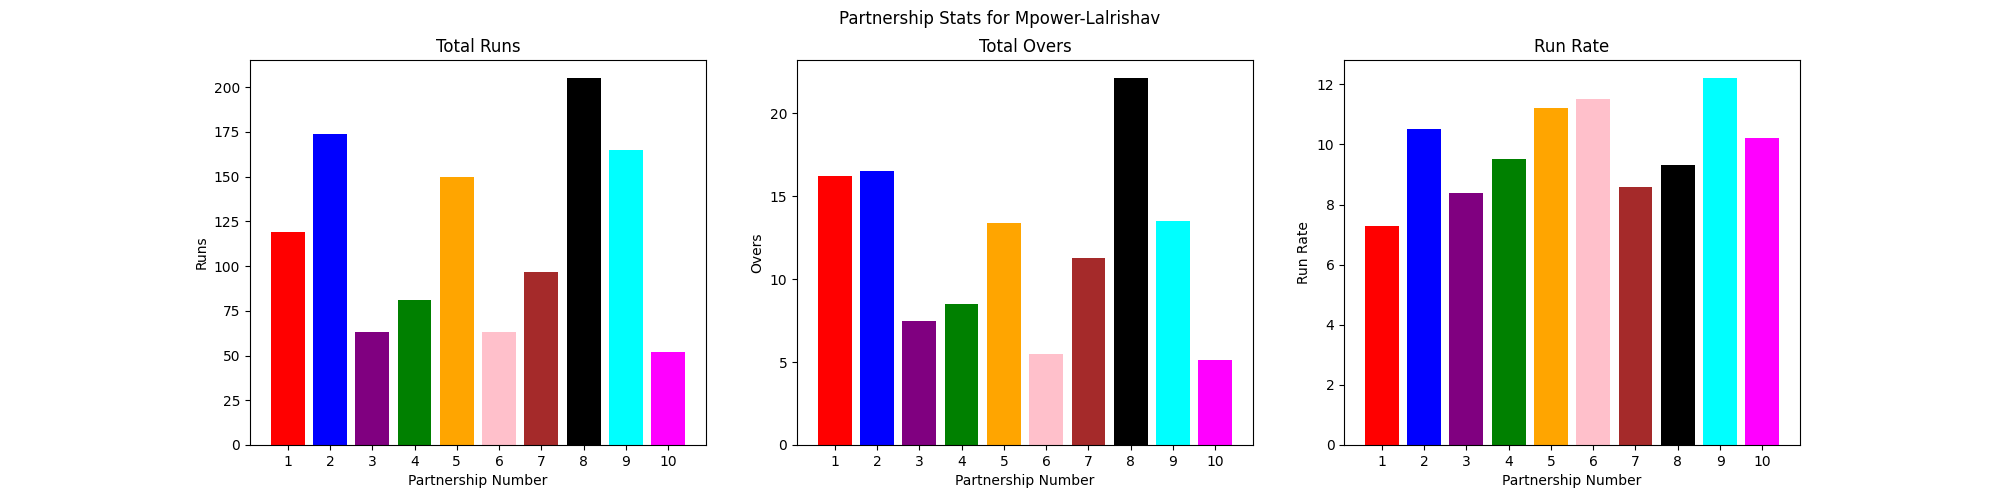 Partnership Stats for Mpower-Lalrishav
Total Runs
Runs
200
175
150
125
100
75
50
25
0
1 2 3 4 5 6 7 8 9 10
Partnership Number
Total Overs
Overs
20
15
10
5
0
1 2 3 4 5 6 7 8 9 10
Partnership Number
Run Rate
Run Rate
12
10
8
6
4
2
0
1 2 3 4 5 6 7 8 9 10
Partnership Number